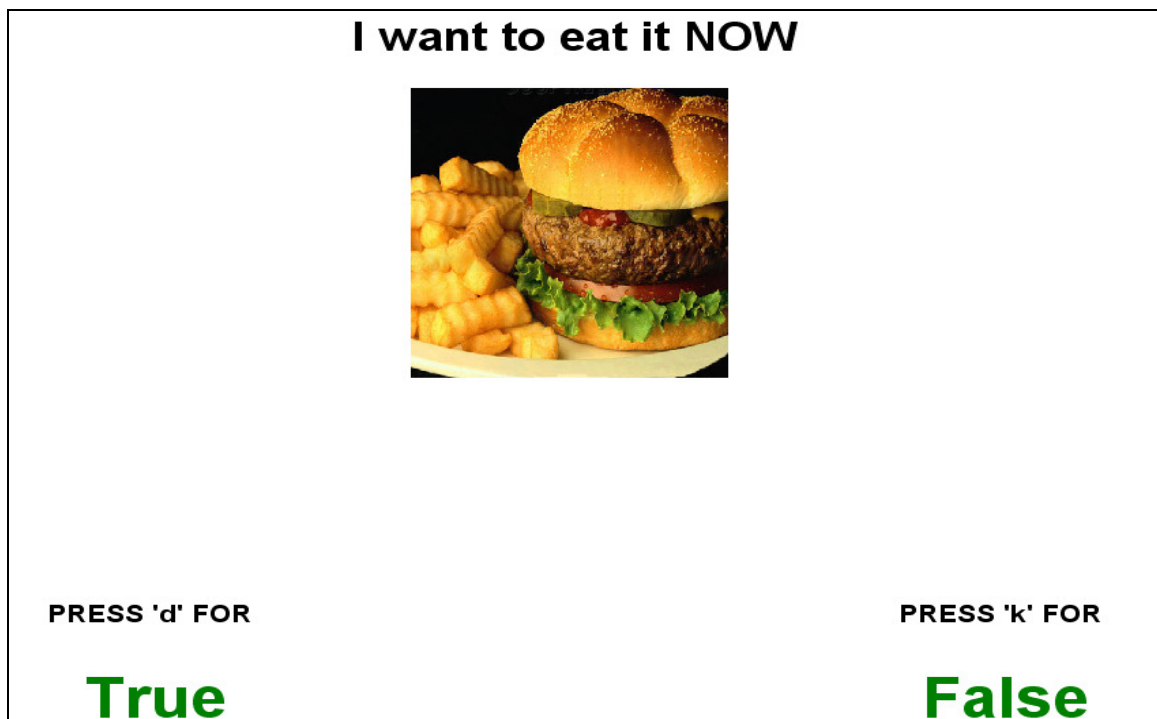 I want to eat it NOW
PRESS 'd' FOR
True
PRESS 'k' FOR
False